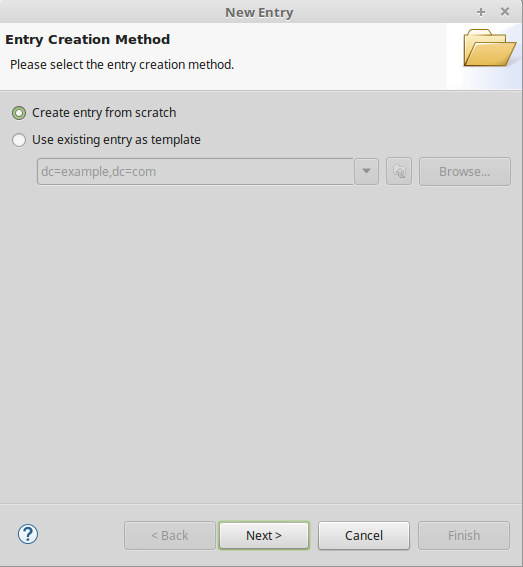 New Entry
Entry Creation Method
Please select the entry creation method.
Create entry from scratch
Use existing entry as template
dc=example,dc=com
Browse...
?
< Back
Next >
Cancel
Finish